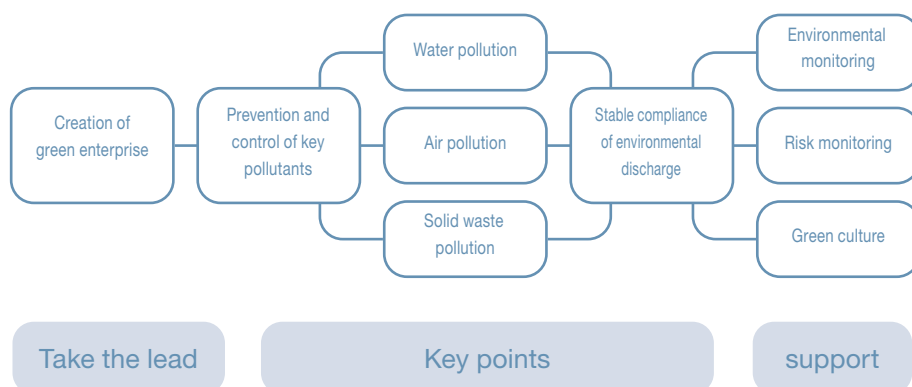 Creation of
green enterprise
Prevention and
control of key
pollutants
Water pollution
Air pollution
Solid waste
pollution
Stable compliance
of environmental
discharge
Environmental
monitoring
Risk monitoring
Green culture
Take the lead
Key points
support